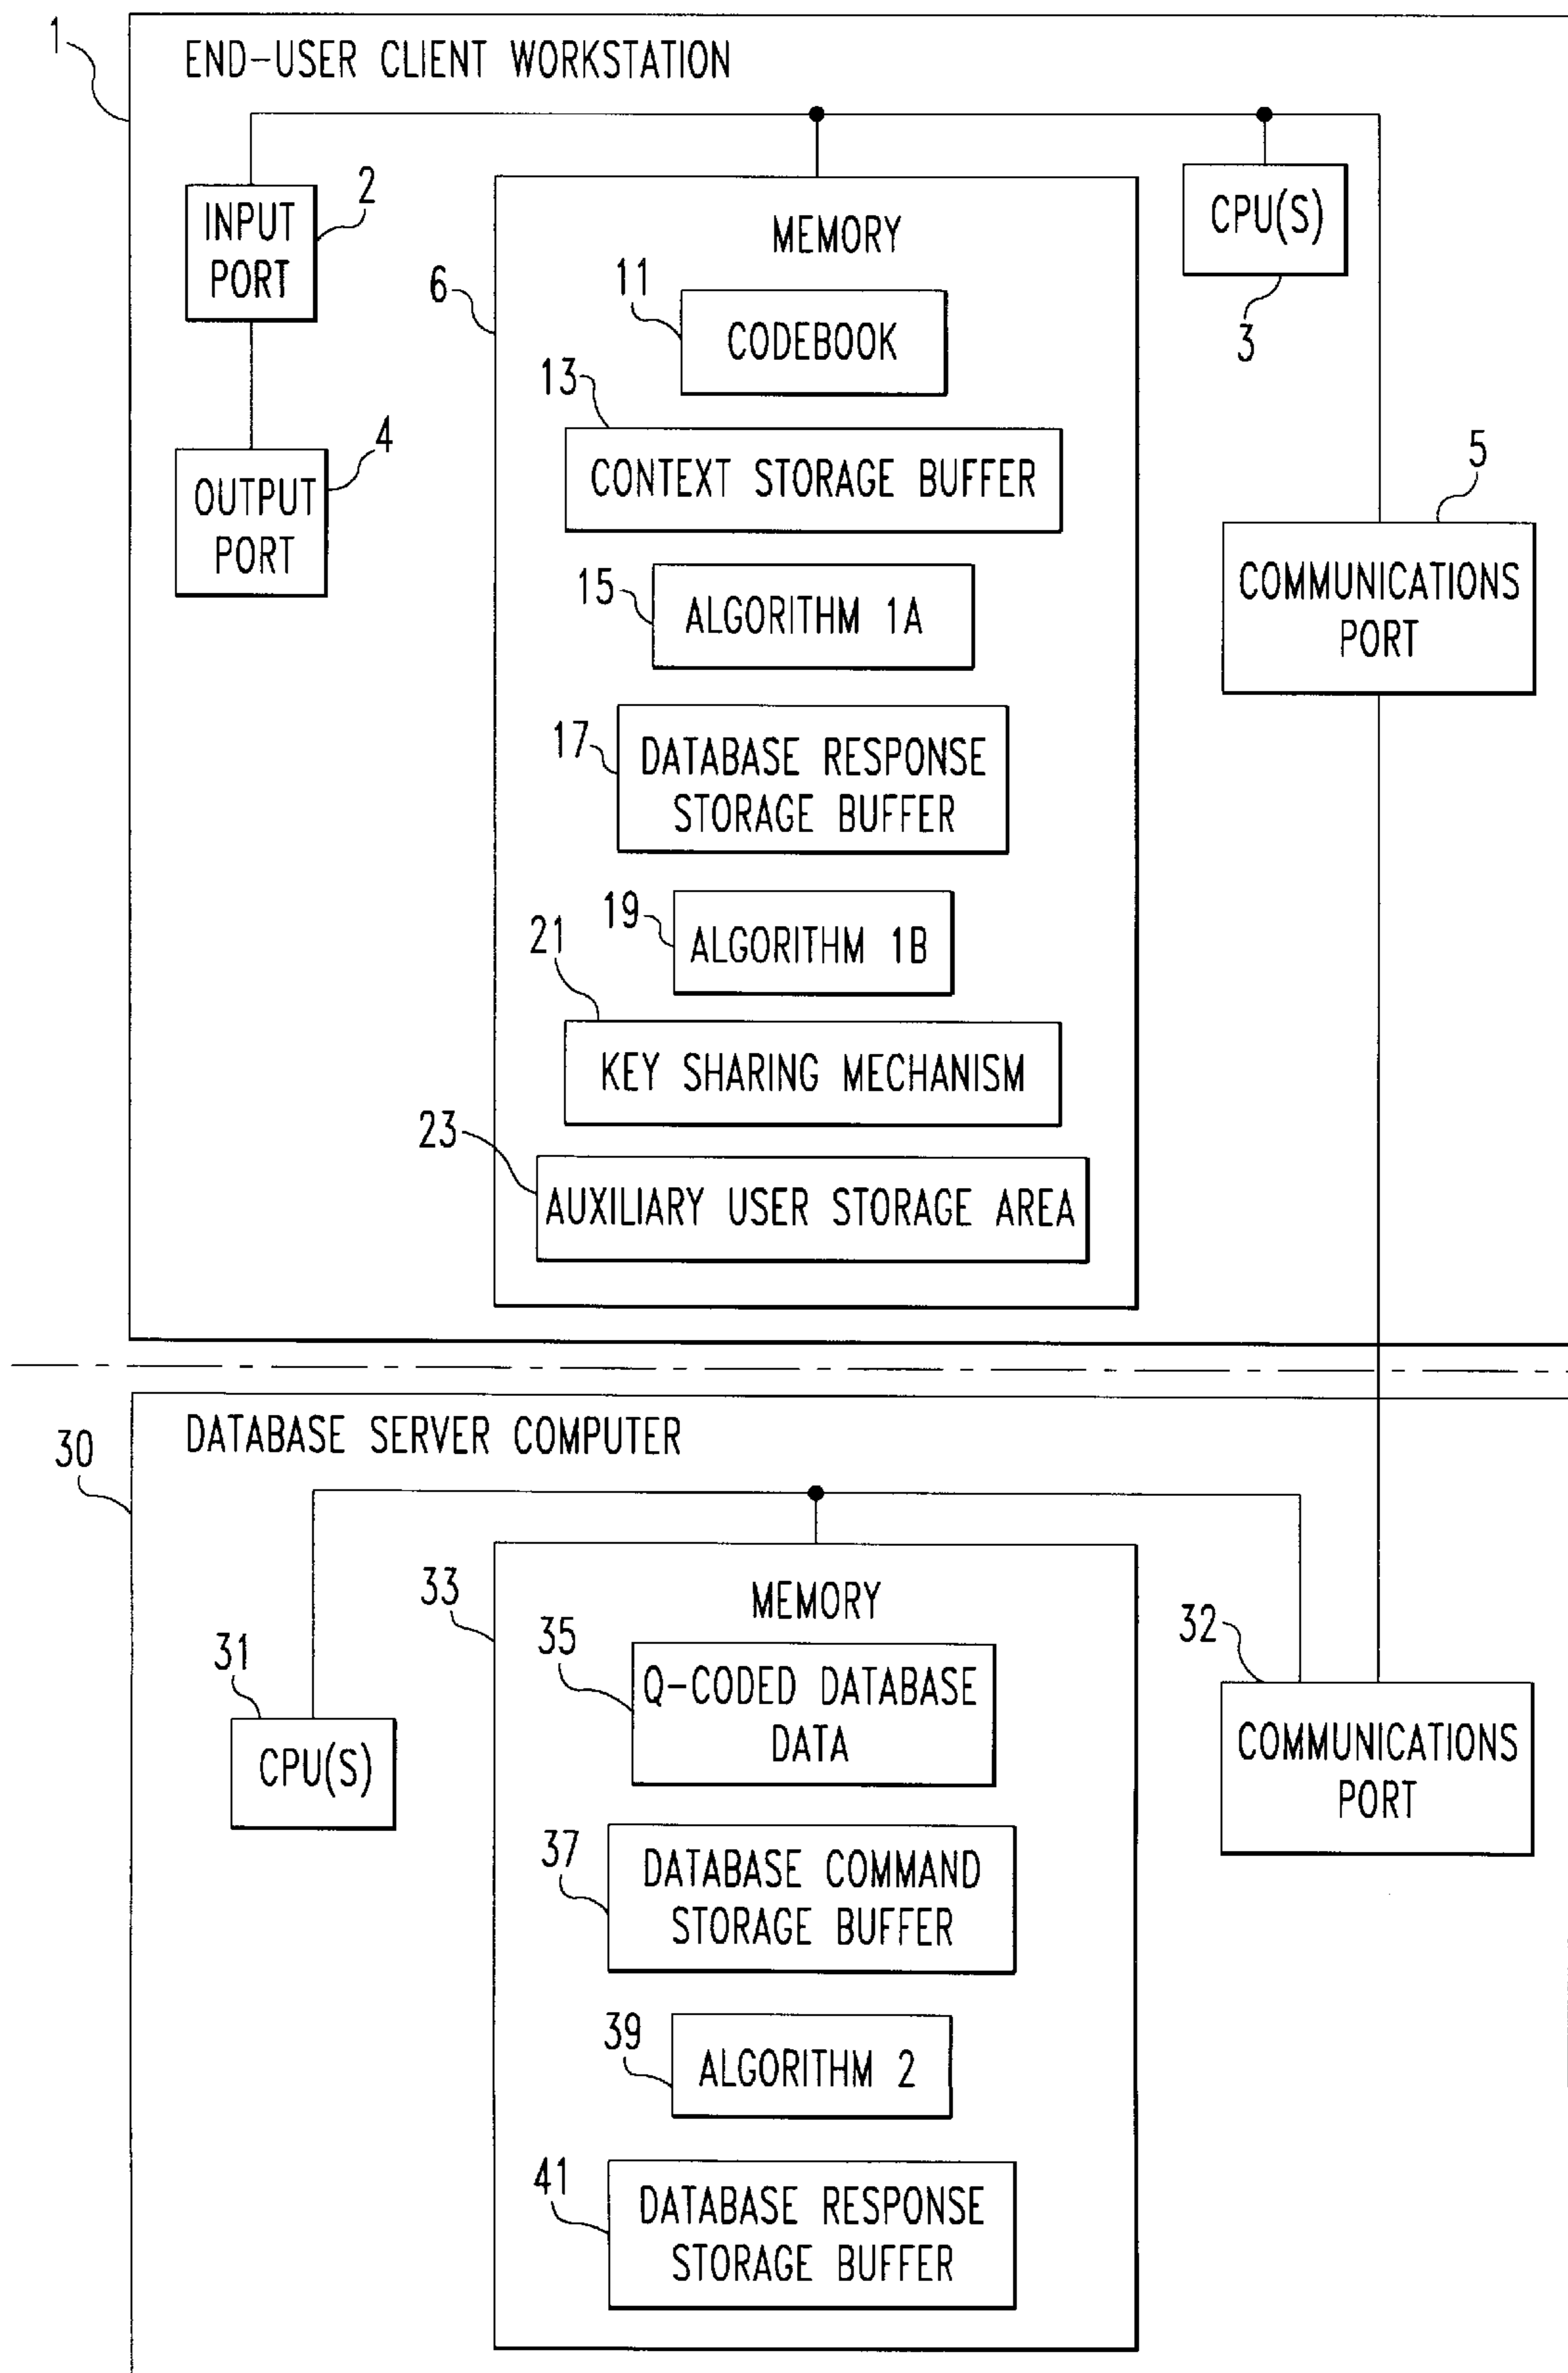 1
END-USER CLIENT WORKSTATION
2
INPUT
PORT
MEMORY
CPU(S)
3
6
11
CODEBOOK
13
CONTEXT STORAGE BUFFER
4
OUTPUT
PORT
5
COMMUNICATIONS
PORT
15
ALGORITHM 1A
17
DATABASE RESPONSE
STORAGE BUFFER
19
ALGORITHM 1B
21
KEY SHARING MECHANISM
23
AUXILIARY USER STORAGE AREA
30
DATABASE SERVER COMPUTER
33
MEMORY
31
CPU(S)
35
Q-CODED DATABASE
DATA
32
COMMUNICATIONS
PORT
37
DATABASE COMMAND
STORAGE BUFFER
39
ALGORITHM 2
41
DATABASE RESPONSE
STORAGE BUFFER